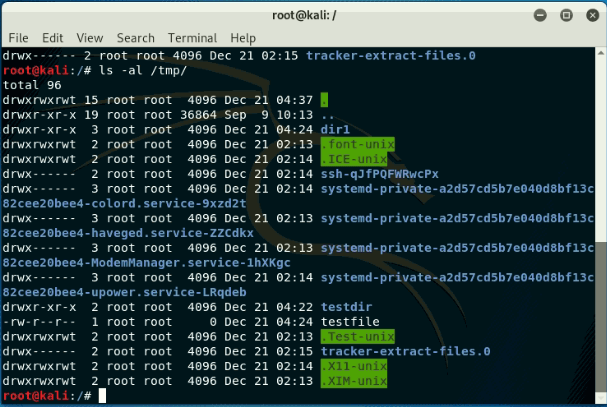 root@kali: /
File Edit View Search Terminal Help
drwx------ 2 root root 4096 Dec 21 02:15 tracker-extract-files.0
root@kali:/# ls -al /tmp/
total 96
drwxrwxrwt 15 root root  4096 Dec 21 04:37 .
drwxr-xr-x 19 root root 36864 Sep  9 10:13 ..
drwxr-xr-x  3 root root  4096 Dec 21 04:24 dir1
drwxrwxrwt  2 root root  4096 Dec 21 02:13 .font-unix
drwxrwxrwt  2 root root  4096 Dec 21 02:14 .ICE-unix
drwx------  2 root root  4096 Dec 21 02:14 ssh-qJfPQFWRwcPx
drwx------  3 root root  4096 Dec 21 02:14 systemd-private-a2d57cd5b7e040d8bf13c
82cee20bee4-colord.service-9xzd2t
drwx------  3 root root  4096 Dec 21 02:13 systemd-private-a2d57cd5b7e040d8bf13c
82cee20bee4-haveged.service-ZZCdkx
drwx------  3 root root  4096 Dec 21 02:13 systemd-private-a2d57cd5b7e040d8bf13c
82cee20bee4-ModemManager.service-1hXKgc
drwx------  3 root root  4096 Dec 21 02:14 systemd-private-a2d57cd5b7e040d8bf13c
82cee20bee4-upower.service-LRqdeb
drwxr-xr-x  2 root root  4096 Dec 21 04:22 testdir
-rw-r--r--  1 root root     0 Dec 21 04:24 testfile
drwxrwxrwt  2 root root  4096 Dec 21 02:13 .Test-unix
drwx------  2 root root  4096 Dec 21 02:15 tracker-extract-files.0
drwxrwxrwt  2 root root  4096 Dec 21 02:14 .X11-unix
drwxrwxrwt  2 root root  4096 Dec 21 02:13 .XIM-unix
root@kali:/#